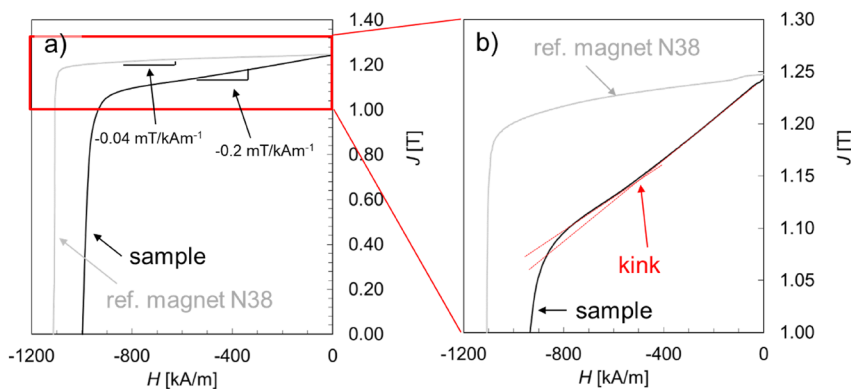 a)
1.40
1.20
1.00
0.80
0.60
0.40
0.20
0.00
J [T]
-0.04 mT/kAm⁻¹
-0.2 mT/kAm⁻¹
sample
ref. magnet N38
-1200
-800
-400
0
H [kA/m]
b)
ref. magnet N38
1.30
1.25
1.20
1.15
1.10
1.05
1.00
J [T]
kink
sample
-1200
-800
-400
0
H [kA/m]